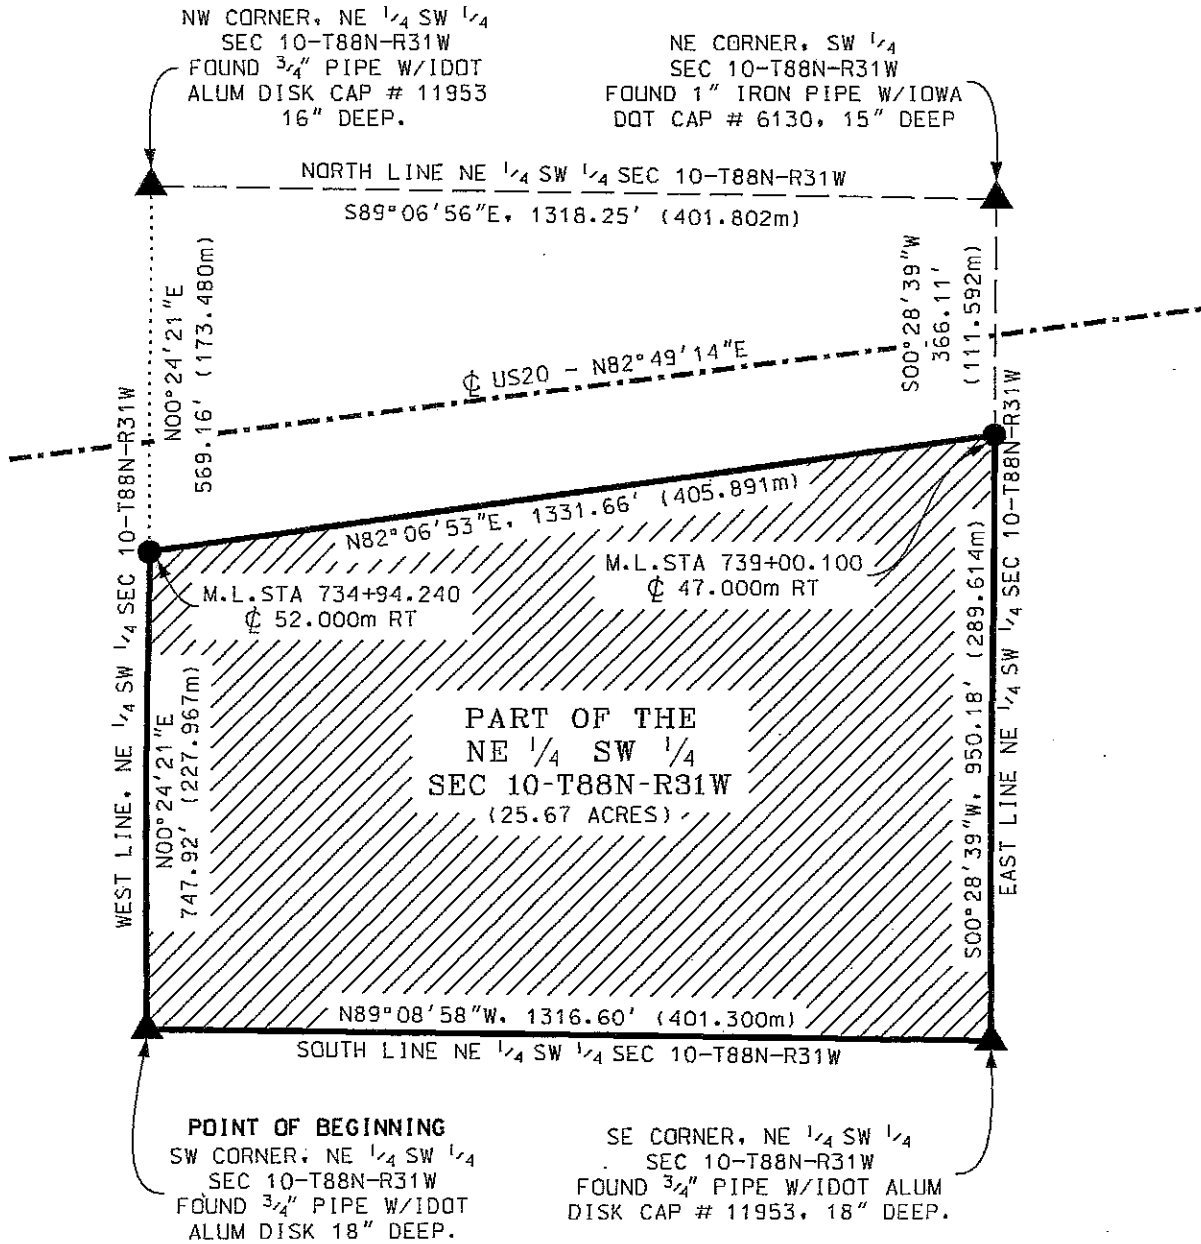 NW CORNER, NE 1/4 SW 1/4
SEC 10-T88N-R31W
FOUND 3/4" PIPE W/IDOT
ALUM DISK CAP # 11953
16" DEEP.
NE CORNER, SW 1/4
SEC 10-T88N-R31W
FOUND 1" IRON PIPE W/IOWA
DOT CAP # 6130, 15" DEEP
NORTH LINE NE 1/4 SW 1/4 SEC 10-T88N-R31W
S89°06'56"E, 1318.25' (401.802m)
N00°24'21"E
569.16' (173.480m)
S00°28'39"W
366.11'
(111.592m)
℄ US20 - N82°49'14"E
N82°06'53"E, 1331.66' (405.891m)
M.L.STA 734+94.240
℄ 52.000m RT
M.L.STA 739+00.100
℄ 47.000m RT
WEST LINE, NE 1/4 SW 1/4 SEC 10-T88N-R31W
N00°24'21"E
747.92' (227.967m)
PART OF THE
NE 1/4 SW 1/4
SEC 10-T88N-R31W
(25.67 ACRES)
S00°28'39"W, 950.18' (289.614m)
EAST LINE NE 1/4 SW 1/4 SEC 10-T88N-R31W
N89°08'58"W, 1316.60' (401.300m)
SOUTH LINE NE 1/4 SW 1/4 SEC 10-T88N-R31W
POINT OF BEGINNING
SW CORNER, NE 1/4 SW 1/4
SEC 10-T88N-R31W
FOUND 3/4" PIPE W/IDOT
ALUM DISK 18" DEEP.
SE CORNER, NE 1/4 SW 1/4
SEC 10-T88N-R31W
FOUND 3/4" PIPE W/IDOT ALUM
DISK CAP # 11953, 18" DEEP.